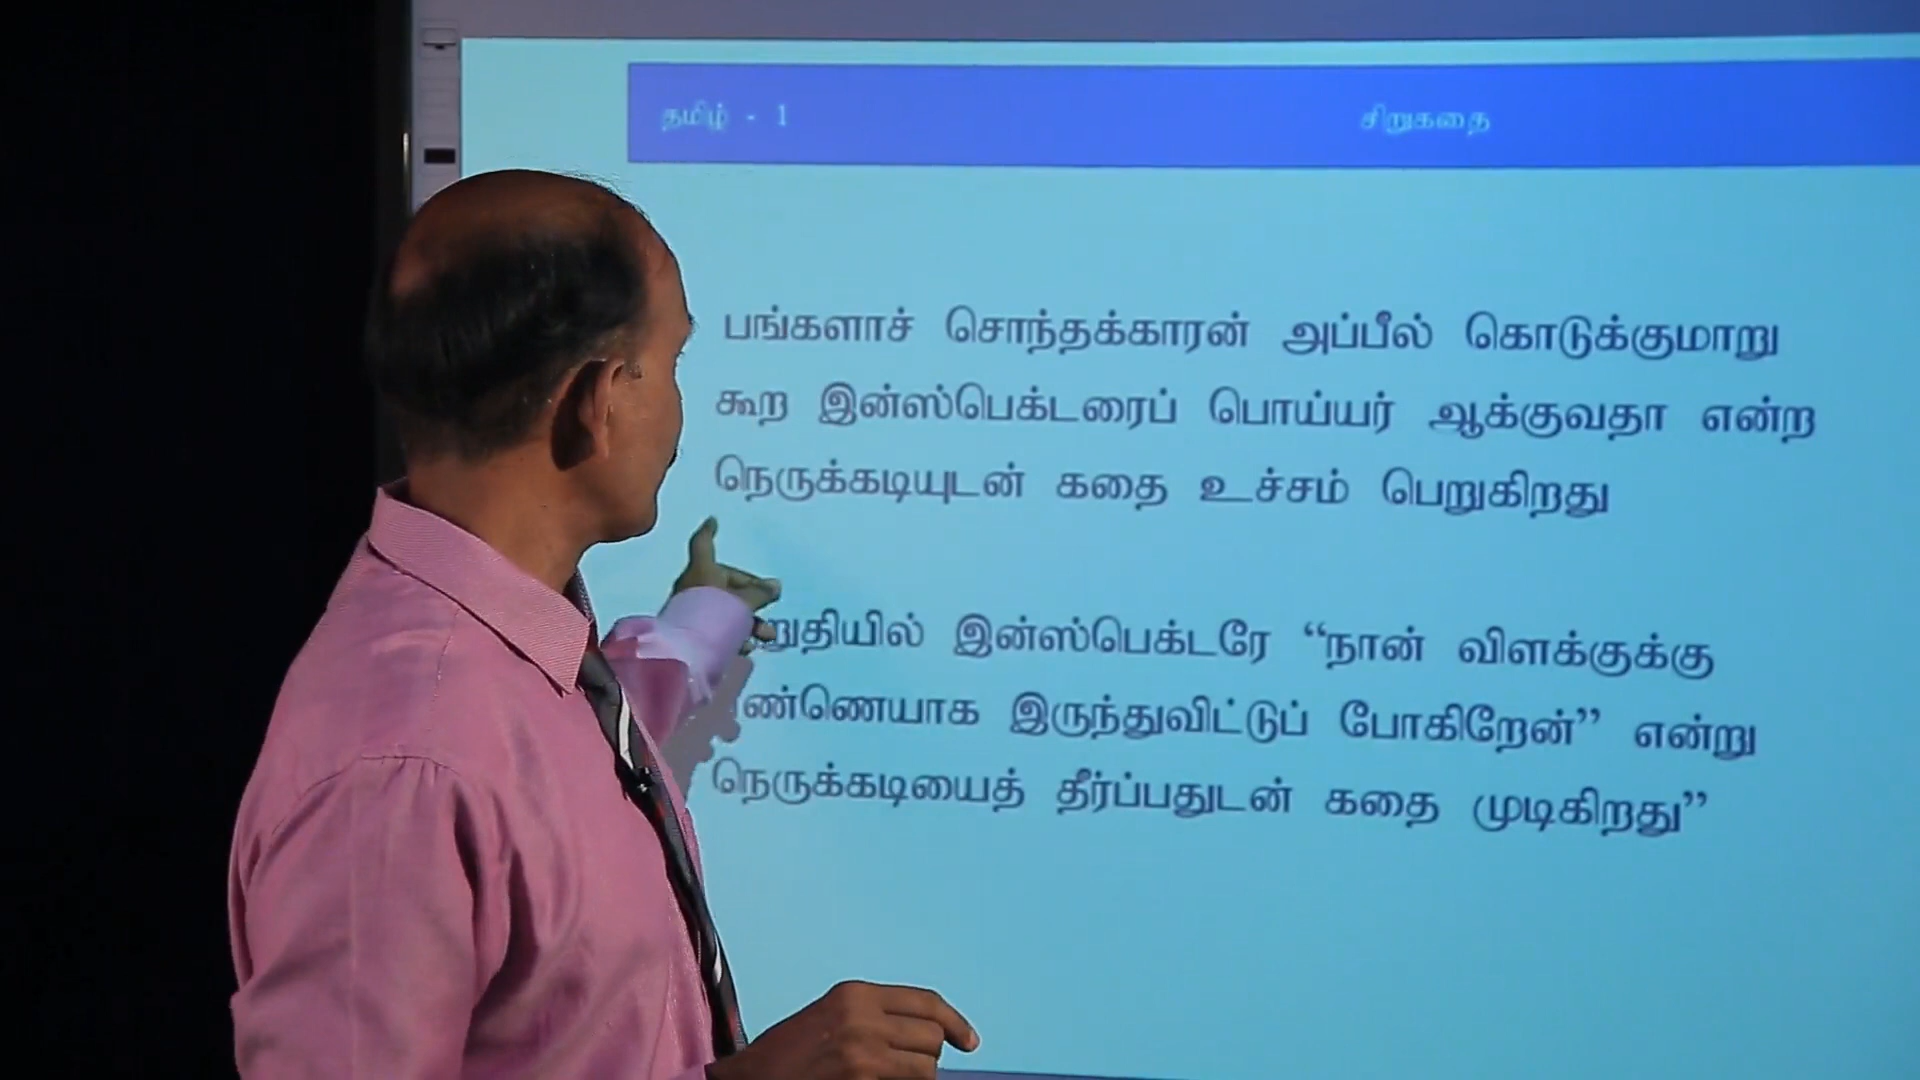 தமிழ் - 1 சிறுகதை
பங்களாச் சொந்தக்காரன் அப்பீல் கொடுக்குமாறு
கூற இன்ஸ்பெக்டரைப் பொய்யர் ஆக்குவதா என்ற
நெருக்கடியுடன் கதை உச்சம் பெறுகிறது
இன்ஸ்பெக்டரே “நான் விளக்குக்கு
இருந்துவிட்டுப் போகிறேன்” என்று
நெருக்கடியைத் தீர்ப்பதுடன் கதை முடிகிறது”